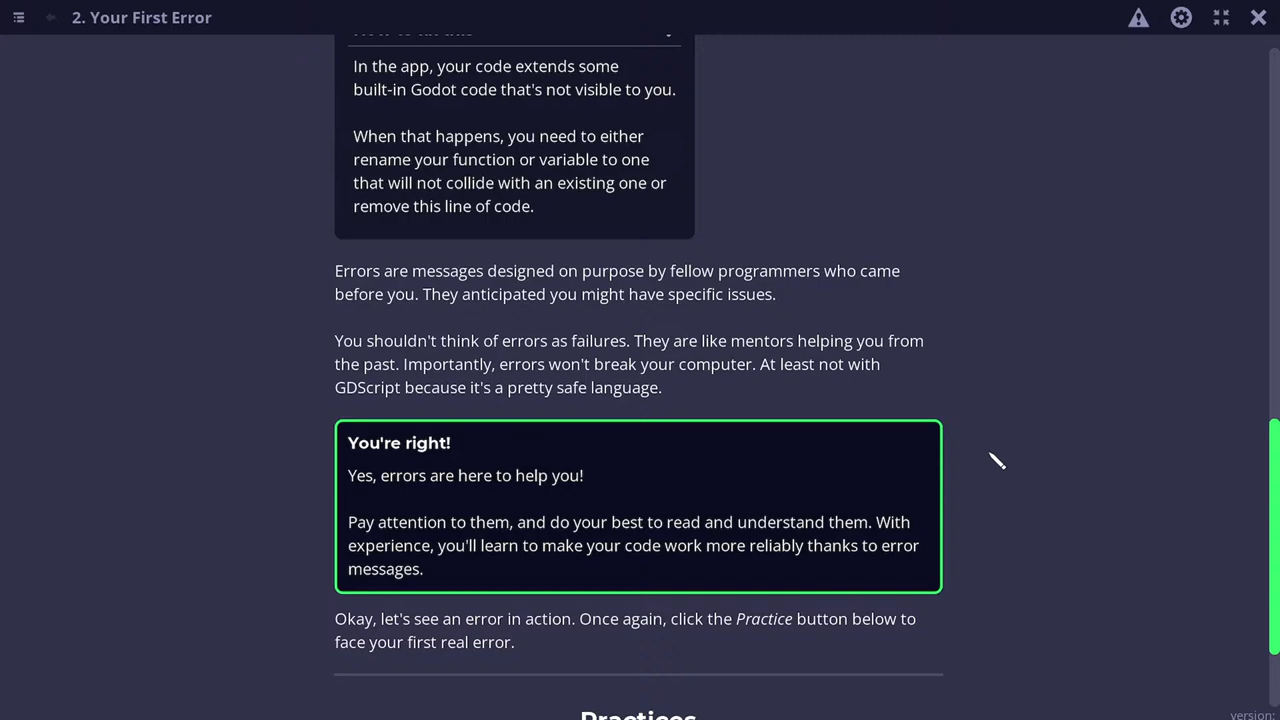 2. Your First Error
In the app, your code extends some
built-in Godot code that's not visible to you.
When that happens, you need to either
rename your function or variable to one
that will not collide with an existing one or
remove this line of code.
Errors are messages designed on purpose by fellow programmers who came
before you. They anticipated you might have specific issues.
You shouldn't think of errors as failures. They are like mentors helping you from
the past. Importantly, errors won't break your computer. At least not with
GDScript because it's a pretty safe language.
You're right!
Yes, errors are here to help you!
Pay attention to them, and do your best to read and understand them. With
experience, you'll learn to make your code work more reliably thanks to error
messages.
Okay, let's see an error in action. Once again, click the Practice button below to
face your first real error.
Practices
version: